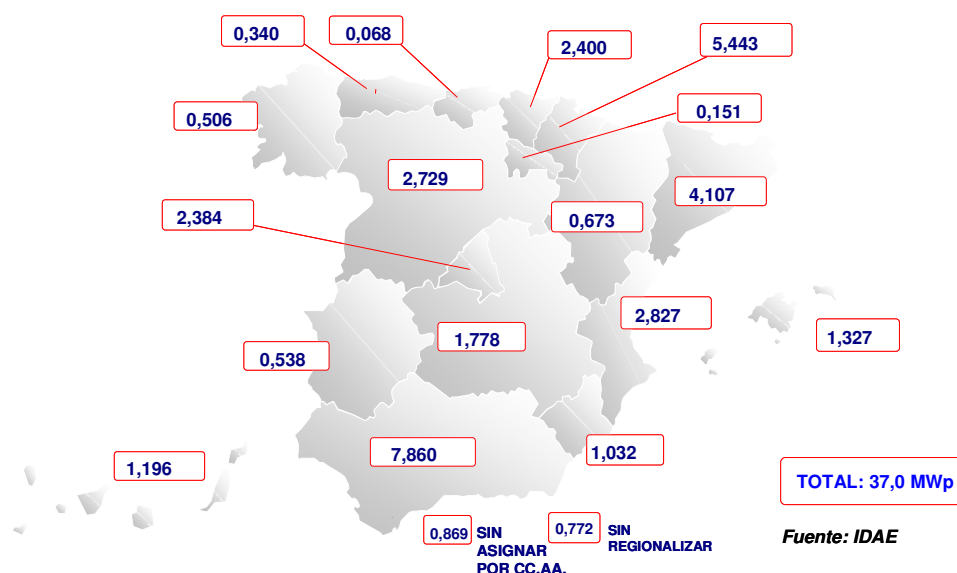 0,340
0,068
2,400
5,443
0,506
0,151
2,729
4,107
2,384
0,673
2,827
1,778
1,327
0,538
7,860
1,032
1,196
TOTAL: 37,0 MWp
0,869 SIN
ASIGNAR
POR CC.AA.
0,772 SIN
REGIONALIZAR
Fuente: IDAE